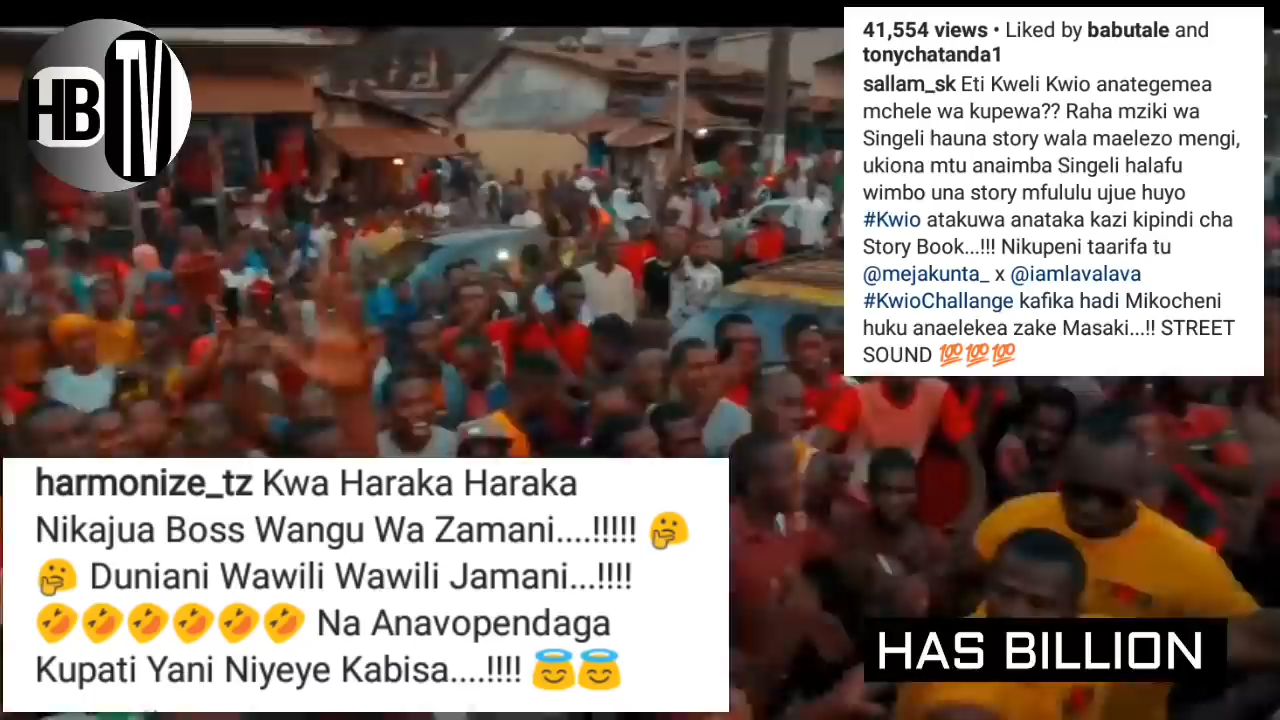 HB TV
41,554 views • Liked by babutale and
tonychatanda1
sallam_sk Eti Kweli Kwio anategemea
mchele wa kupewa?? Raha mziki wa
Singeli hauna story wala maelezo mengi,
ukiona mtu anaimba Singeli halafu
wimbo una story mfululu ujue huyo
#Kwio atakuwa anataka kazi kipindi cha
Story Book...!!! Nikupeni taarifa tu
@mejakunta_ x @iamlavalava
#KwioChallange kafika hadi Mikocheni
huku anaelekea zake Masaki...!! STREET
SOUND 💯💯💯
harmonize_tz Kwa Haraka Haraka
Nikajua Boss Wangu Wa Zamani....!!!!! 🤔
🤔 Duniani Wawili Wawili Jamani...!!!!
🤣🤣🤣🤣🤣🤣 Na Anavopendaga
Kupati Yani Niyeye Kabisa....!!!! 😇😇
HAS BILLION